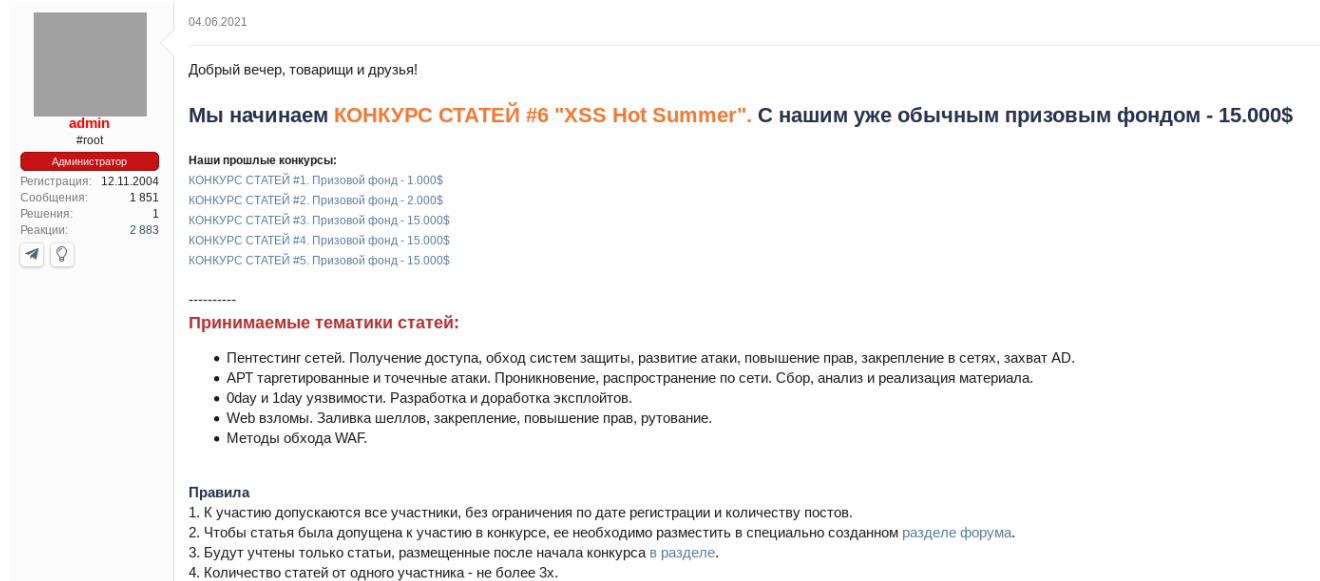 04.06.2021
admin
#root
Администратор
Регистрация: 12.11.2004
Сообщения: 1 851
Решения: 1
Реакции: 2 883
Добрый вечер, товарищи и друзья!
Мы начинаем КОНКУРС СТАТЕЙ #6 "XSS Hot Summer". С нашим уже обычным призовым фондом - 15.000$
Наши прошлые конкурсы:
КОНКУРС СТАТЕЙ #1. Призовой фонд - 1.000$
КОНКУРС СТАТЕЙ #2. Призовой фонд - 2.000$
КОНКУРС СТАТЕЙ #3. Призовой фонд - 15.000$
КОНКУРС СТАТЕЙ #4. Призовой фонд - 15.000$
КОНКУРС СТАТЕЙ #5. Призовой фонд - 15.000$
----------
Принимаемые тематики статей:
• Пентестинг сетей. Получение доступа, обход систем защиты, развитие атаки, повышение прав, закрепление в сетях, захват AD.
• APT таргетированные и точечные атаки. Проникновение, распространение по сети. Сбор, анализ и реализация материала.
• 0day и 1day уязвимости. Разработка и доработка эксплойтов.
• Web взломы. Заливка шеллов, закрепление, повышение прав, рутование.
• Методы обхода WAF.
Правила
1. К участию допускаются все участники, без ограничения по дате регистрации и количеству постов.
2. Чтобы статья была допущена к участию в конкурсе, ее необходимо разместить в специально созданном разделе форума.
3. Будут учтены только статьи, размещенные после начала конкурса в разделе.
4. Количество статей от одного участника - не более 3х.